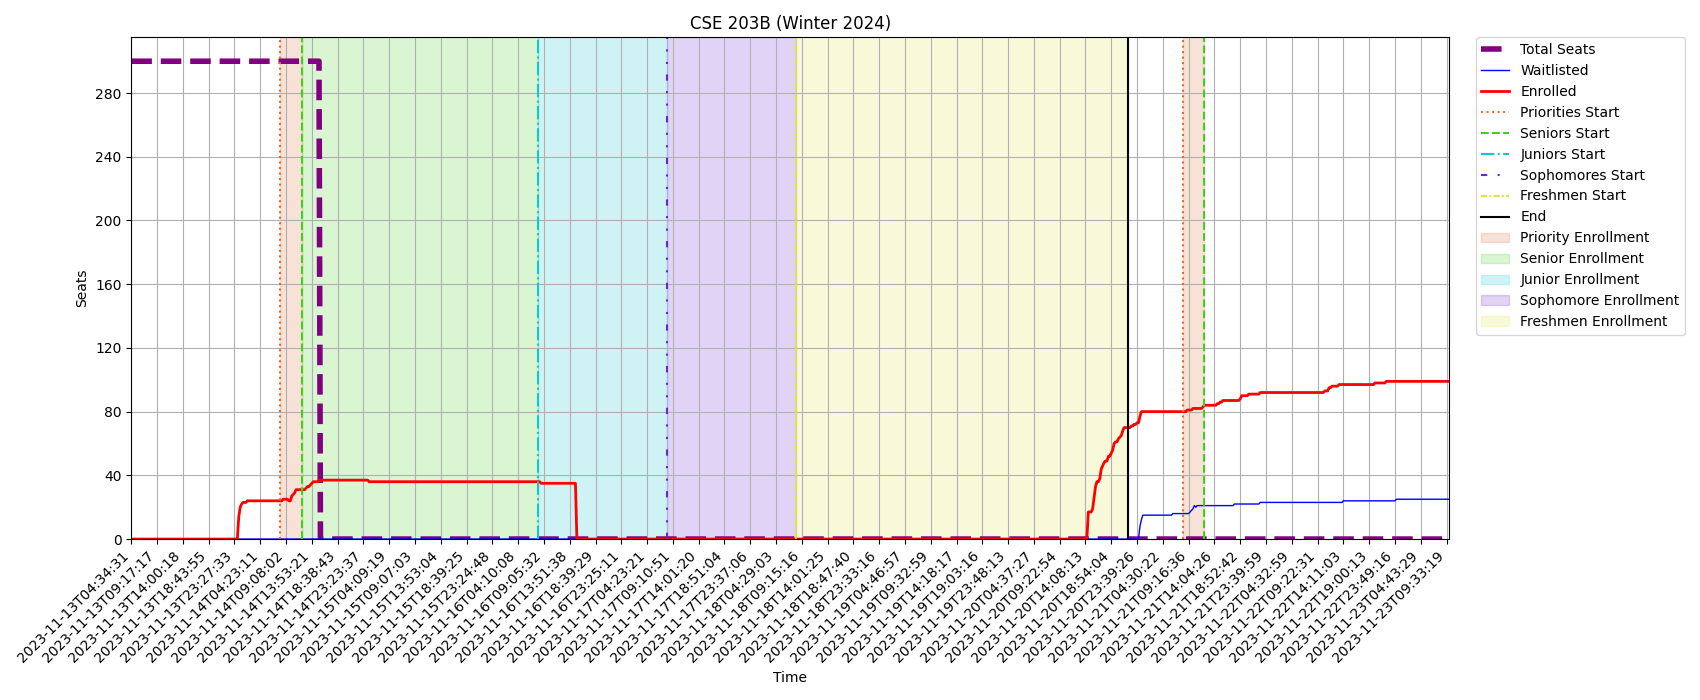 CSE 203B (Winter 2024)
Seats
280
240
200
160
120
80
40
0
2023-11-13T04:34:31
2023-11-13T09:17:17
2023-11-13T14:00:18
2023-11-13T18:43:55
2023-11-13T23:27:33
2023-11-14T04:23:11
2023-11-14T09:08:02
2023-11-14T13:53:21
2023-11-14T18:38:43
2023-11-14T23:23:37
2023-11-15T04:09:19
2023-11-15T09:07:03
2023-11-15T13:53:04
2023-11-15T18:39:25
2023-11-15T23:24:48
2023-11-16T04:10:08
2023-11-16T09:05:32
2023-11-16T13:51:38
2023-11-16T18:39:29
2023-11-16T23:25:11
2023-11-17T04:23:21
2023-11-17T09:10:51
2023-11-17T14:01:20
2023-11-17T18:51:04
2023-11-17T23:37:06
2023-11-18T04:29:03
2023-11-18T09:15:16
2023-11-18T14:01:25
2023-11-18T18:47:40
2023-11-18T23:33:16
2023-11-19T04:46:57
2023-11-19T09:32:59
2023-11-19T14:18:17
2023-11-19T19:03:16
2023-11-19T23:48:13
2023-11-20T04:37:27
2023-11-20T09:22:54
2023-11-20T14:08:13
2023-11-20T18:54:04
2023-11-20T23:39:26
2023-11-21T04:30:22
2023-11-21T09:16:36
2023-11-21T14:04:26
2023-11-21T18:52:42
2023-11-21T23:39:59
2023-11-22T04:32:59
2023-11-22T09:22:31
2023-11-22T14:11:03
2023-11-22T19:00:13
2023-11-22T23:49:16
2023-11-23T04:43:29
2023-11-23T09:33:19
Time
Total Seats
Waitlisted
Enrolled
Priorities Start
Seniors Start
Juniors Start
Sophomores Start
Freshmen Start
End
Priority Enrollment
Senior Enrollment
Junior Enrollment
Sophomore Enrollment
Freshmen Enrollment